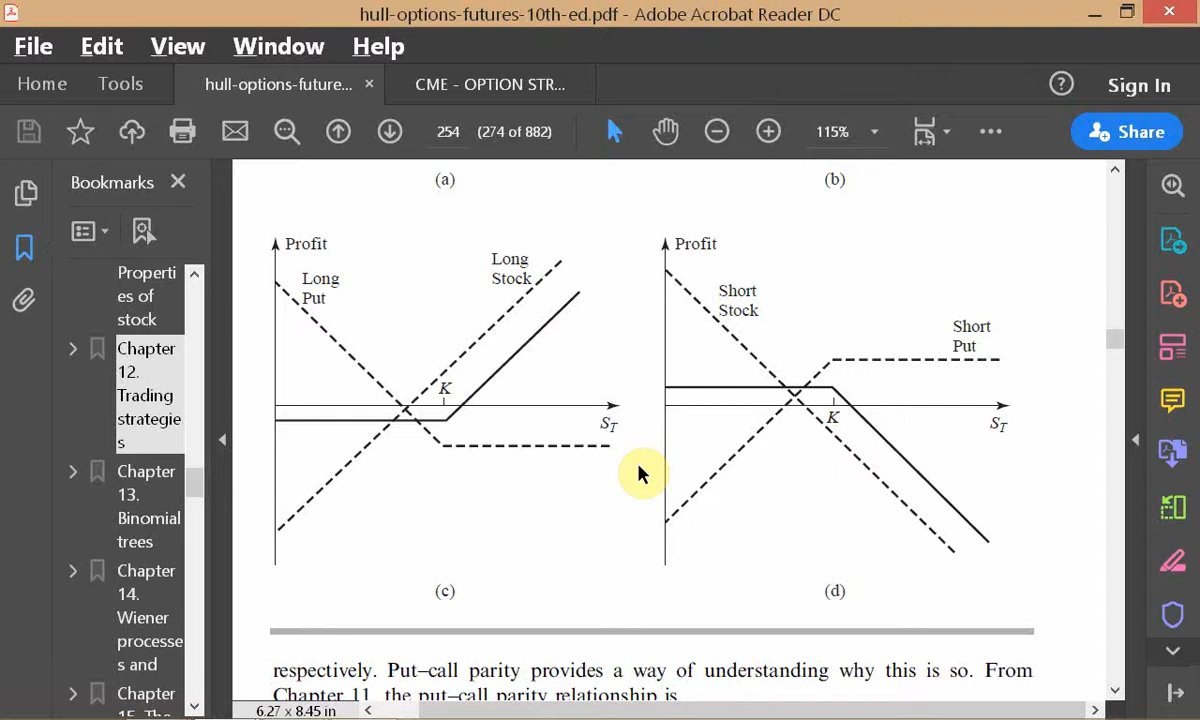 hull-options-futures-10th-ed.pdf - Adobe Acrobat Reader DC
File Edit View Window Help
Home Tools hull-options-future... × CME - OPTION STR... ? Sign In
254 (274 of 882) 115% Share
Bookmarks
Properti
es of
stock
Chapter
12.
Trading
strategie
s
Chapter
13.
Binomial
trees
Chapter
14.
Wiener
processe
s and
Chapter
15. The
(a) (b)
Profit
Long
Put
Long
Stock
K
S_T
(c)
Profit
Short
Stock
Short
Put
K
S_T
(d)
respectively. Put–call parity provides a way of understanding why this is so. From
Chapter 11, the put–call parity relationship is
6.27 x 8.45 in